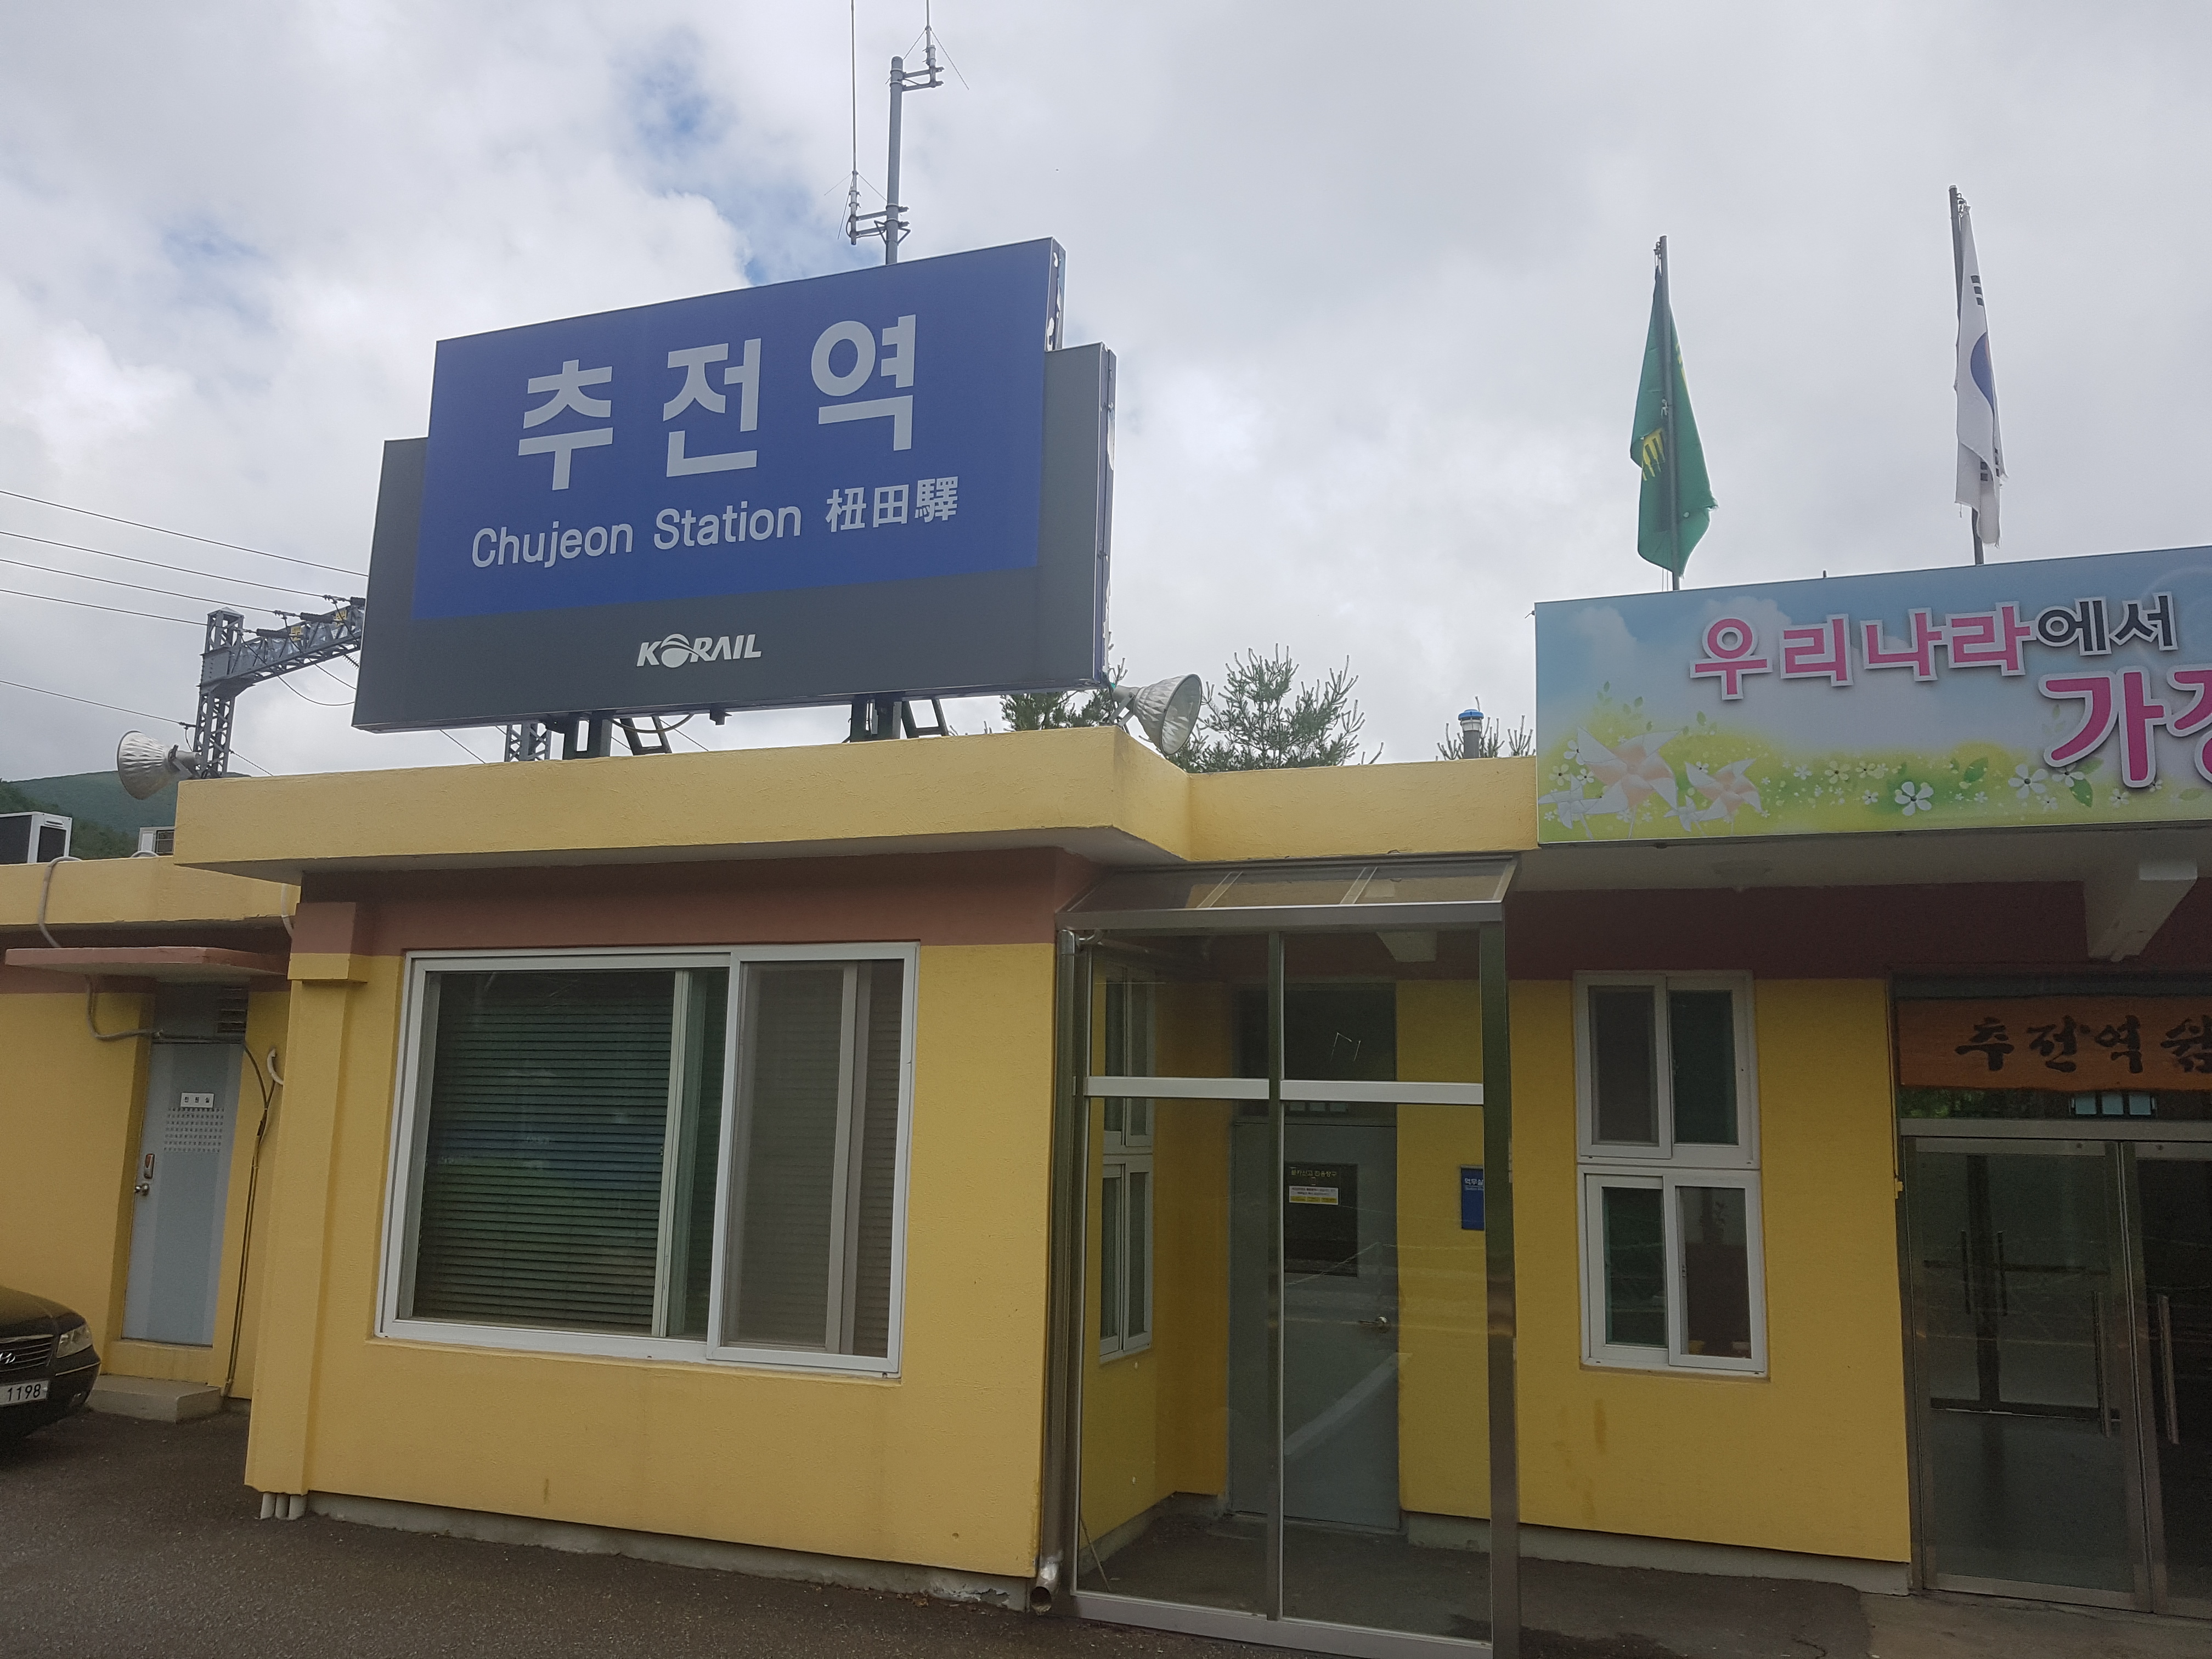 추전역
Chujeon Station 杻田驛
KORAIL
우리나라에서
가장
추전역
1198